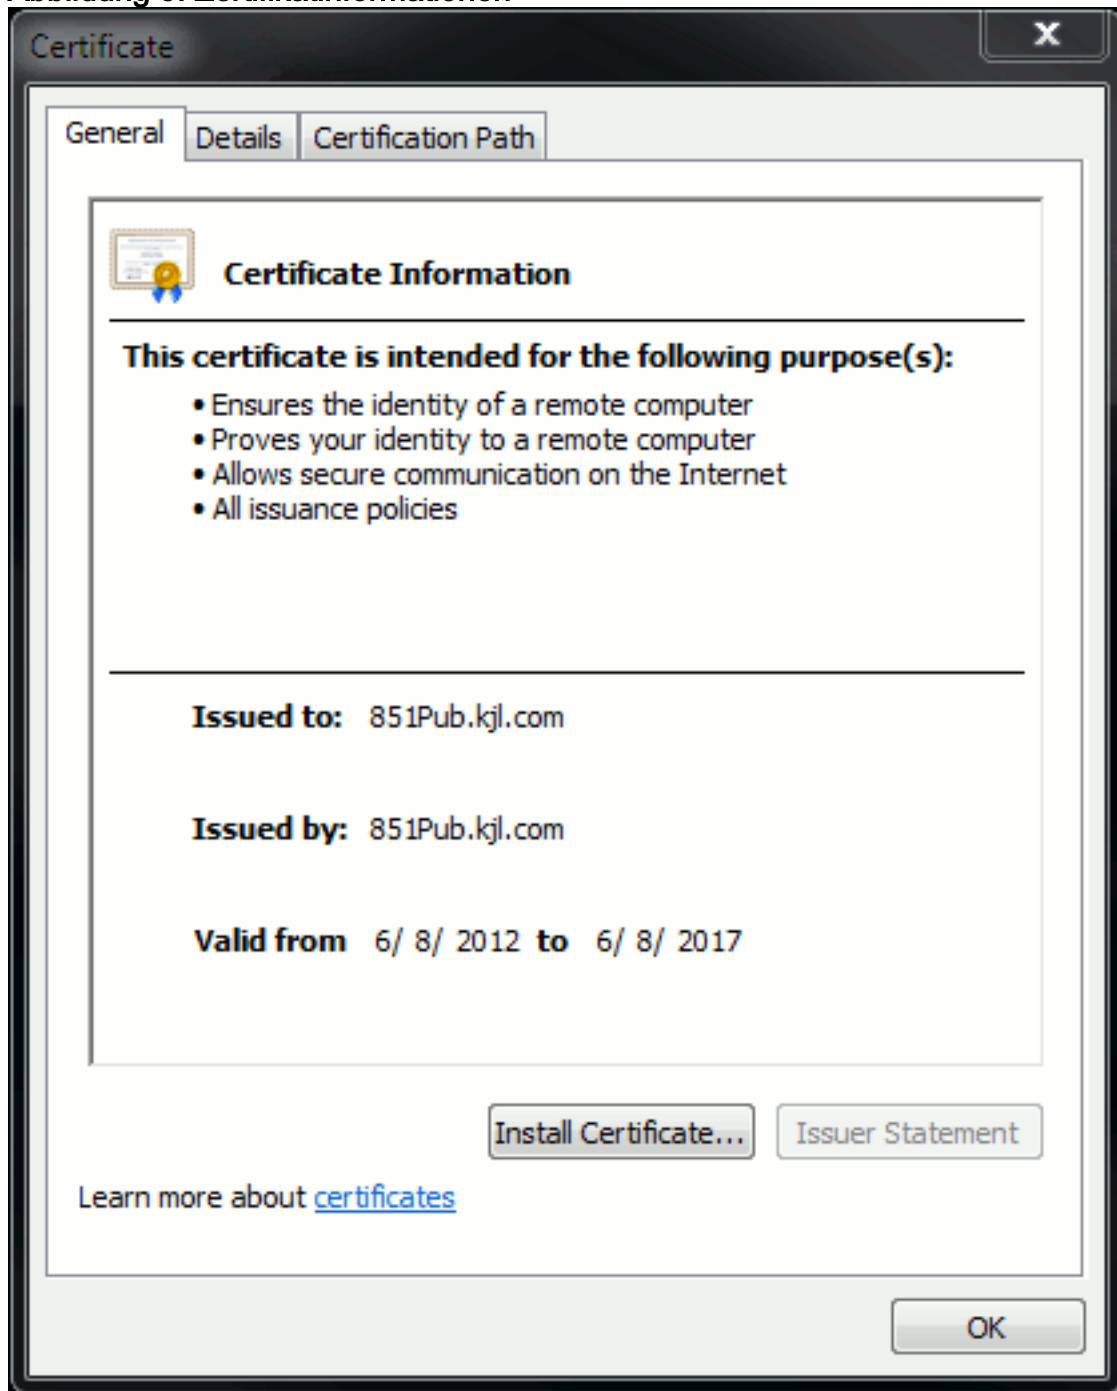 Certificate
x
General Details Certification Path
Certificate Information
This certificate is intended for the following purpose(s):
• Ensures the identity of a remote computer
• Proves your identity to a remote computer
• Allows secure communication on the Internet
• All issuance policies
Issued to: 851Pub.kjl.com
Issued by: 851Pub.kjl.com
Valid from 6/ 8/ 2012 to 6/ 8/ 2017
Install Certificate... Issuer Statement
Learn more about certificates
OK